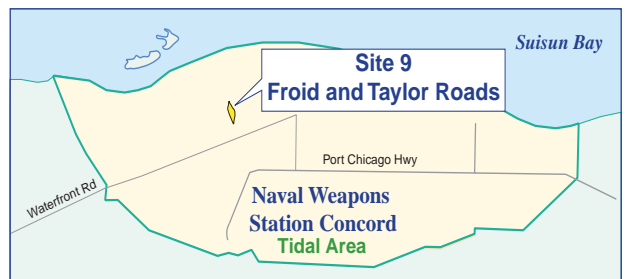 Suisun Bay
Site 9
Froid and Taylor Roads
Port Chicago Hwy
Waterfront Rd
Naval Weapons
Station Concord
Tidal Area